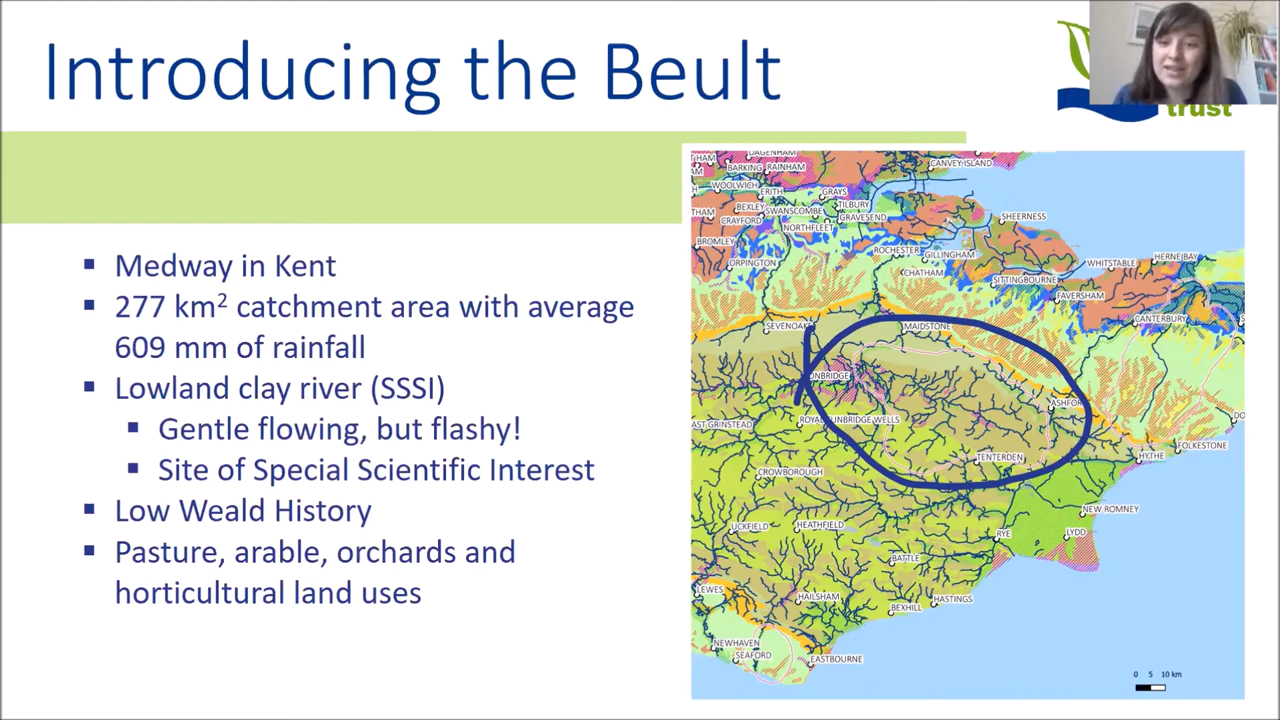 Introducing the Beult
trust
Medway in Kent
277 km² catchment area with average
609 mm of rainfall
Lowland clay river (SSSI)
Gentle flowing, but flashy!
Site of Special Scientific Interest
Low Weald History
Pasture, arable, orchards and
horticultural land uses
DAGENHAM
CANVEY ISLAND
BARKING
RAINHAM
WOOLWICH
ERITH
GRAYS
BEXLEY
SWANSCOMBE
TILBURY
CRAYFORD
GRAVESEND
SHEERNESS
NORTHFLEET
BROMLEY
ROCHESTER
GILLINGHAM
ORPINGTON
CHATHAM
SITTINGBOURNE
WHITSTABLE
HERNE BAY
FAVERSHAM
CANTERBURY
SEVENOAKS
MAIDSTONE
ONBRIDGE
ASHFORD
ROYAL TUNBRIDGE WELLS
AST GRINSTEAD
DO
FOLKESTONE
HYTHE
TENTERDEN
CROWBOROUGH
NEW ROMNEY
UCKFIELD
HEATHFIELD
RYE
LYDD
BATTLE
LEWES
HAILSHAM
HASTINGS
BEXHILL
NEWHAVEN
SEAFORD
EASTBOURNE
0 5 10 km